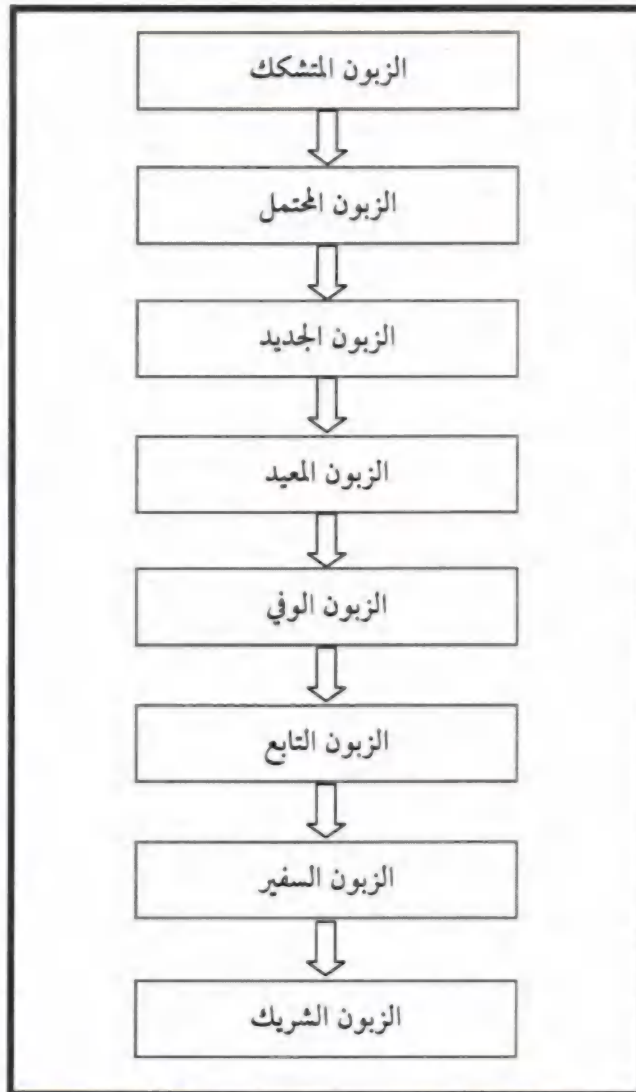 الزبون المتشكك
الزبون المحتمل
الزبون الجديد
الزبون المعيد
الزبون الوفي
الزبون التابع
الزبون السفير
الزبون الشريك